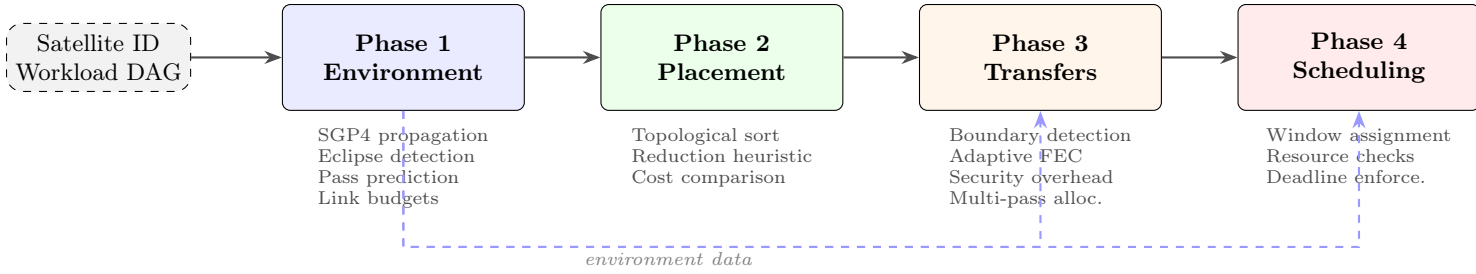 Satellite ID
Workload DAG
Phase 1
Environment
SGP4 propagation
Eclipse detection
Pass prediction
Link budgets
Phase 2
Placement
Topological sort
Reduction heuristic
Cost comparison
Phase 3
Transfers
Boundary detection
Adaptive FEC
Security overhead
Multi-pass alloc.
Phase 4
Scheduling
Window assignment
Resource checks
Deadline enforce.
environment data